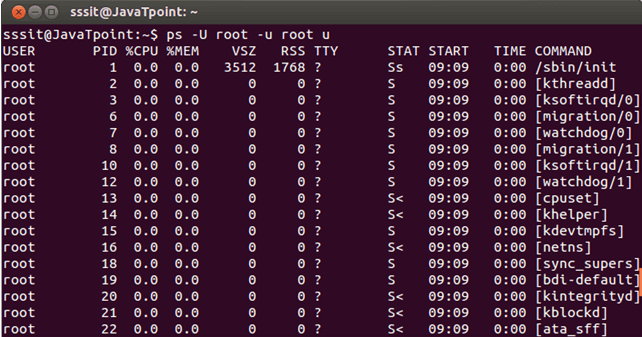 sssit@JavaTpoint: ~
sssit@JavaTpoint:~$ ps -U root -u root u
USER PID %CPU %MEM VSZ RSS TTY STAT START TIME COMMAND
root 1 0.0 0.0 3512 1768 ? Ss 09:09 0:00 /sbin/init
root 2 0.0 0.0 0 0 ? S 09:09 0:00 [kthreadd]
root 3 0.0 0.0 0 0 ? S 09:09 0:00 [ksoftirqd/0]
root 6 0.0 0.0 0 0 ? S 09:09 0:00 [migration/0]
root 7 0.0 0.0 0 0 ? S 09:09 0:00 [watchdog/0]
root 8 0.0 0.0 0 0 ? S 09:09 0:00 [migration/1]
root 10 0.0 0.0 0 0 ? S 09:09 0:00 [ksoftirqd/1]
root 12 0.0 0.0 0 0 ? S 09:09 0:00 [watchdog/1]
root 13 0.0 0.0 0 0 ? S< 09:09 0:00 [cpuset]
root 14 0.0 0.0 0 0 ? S< 09:09 0:00 [khelper]
root 15 0.0 0.0 0 0 ? S 09:09 0:00 [kdevtmpfs]
root 16 0.0 0.0 0 0 ? S< 09:09 0:00 [netns]
root 18 0.0 0.0 0 0 ? S 09:09 0:00 [sync_supers]
root 19 0.0 0.0 0 0 ? S 09:09 0:00 [bdi-default]
root 20 0.0 0.0 0 0 ? S< 09:09 0:00 [kintegrityd]
root 21 0.0 0.0 0 0 ? S< 09:09 0:00 [kblockd]
root 22 0.0 0.0 0 0 ? S< 09:09 0:00 [ata_sff]